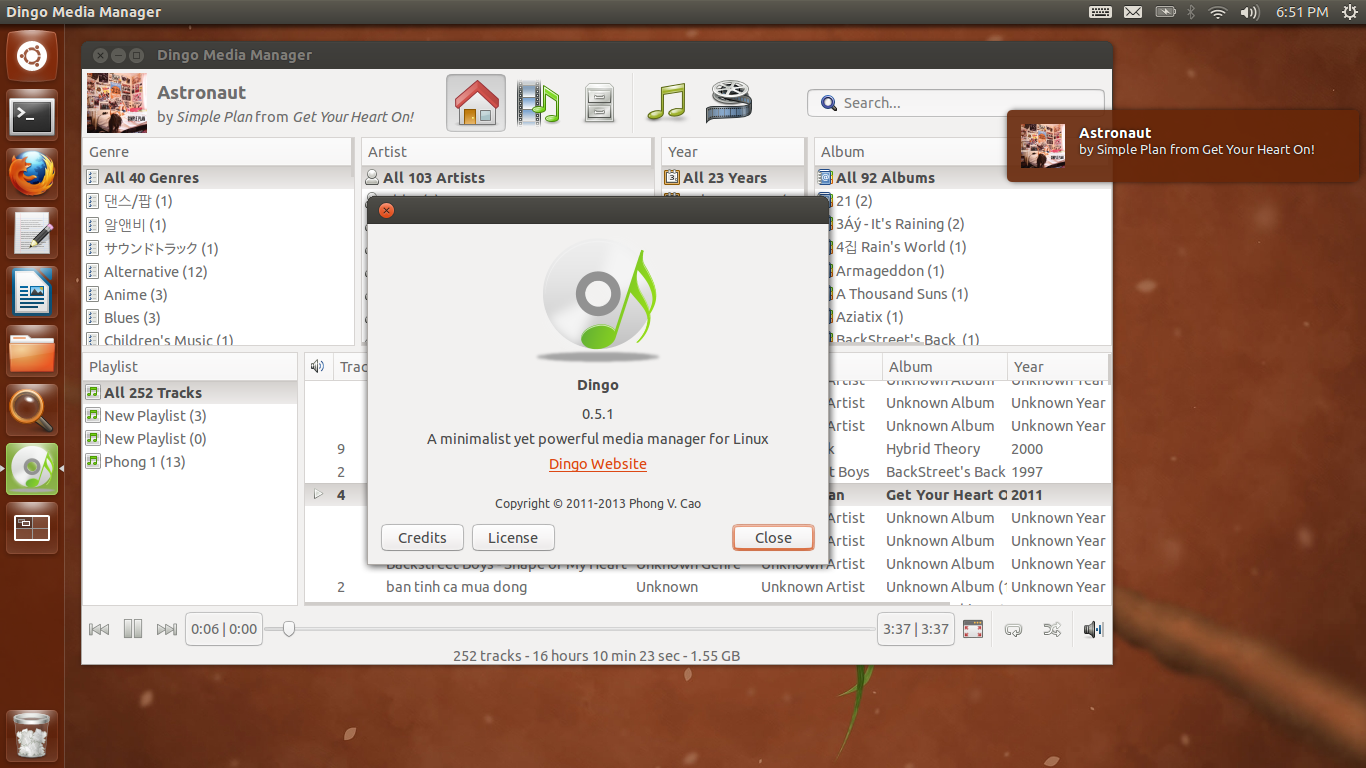 Dingo Media Manager
6:51 PM
Dingo Media Manager
Astronaut
by Simple Plan from Get Your Heart On!
Search...
Astronaut
by Simple Plan from Get Your Heart On!
Genre
All 40 Genres
댄스/팝 (1)
알앤비 (1)
サウンドトラック (1)
Alternative (12)
Anime (3)
Blues (3)
Children's Music (1)
Artist
All 103 Artists
Year
All 23 Years
Album
All 92 Albums
21 (2)
3Áý - It's Raining (2)
4집 Rain's World (1)
Armageddon (1)
A Thousand Suns (1)
Aziatix (1)
BackStreet's Back (1)
Dingo
0.5.1
A minimalist yet powerful media manager for Linux
Dingo Website
Copyright © 2011-2013 Phong V. Cao
Credits License Close
Playlist
All 252 Tracks
New Playlist (3)
New Playlist (0)
Phong 1 (13)
Trac Album Year
Unknown Album Unknown Year
Artist Unknown Album Unknown Year
Artist Unknown Album Unknown Year
9 k Hybrid Theory 2000
2 t Boys BackStreet's Back 1997
4 an Get Your Heart O 2011
Artist Unknown Album Unknown Year
Artist Unknown Album Unknown Year
Backstreet Boys - Shape of My Heart Unknown Genre Unknown Artist Unknown Album Unknown Year
2 ban tinh ca mua dong Unknown Unknown Artist Unknown Album (1 Unknown Year
0:06 | 0:00
3:37 | 3:37
252 tracks - 16 hours 10 min 23 sec - 1.55 GB